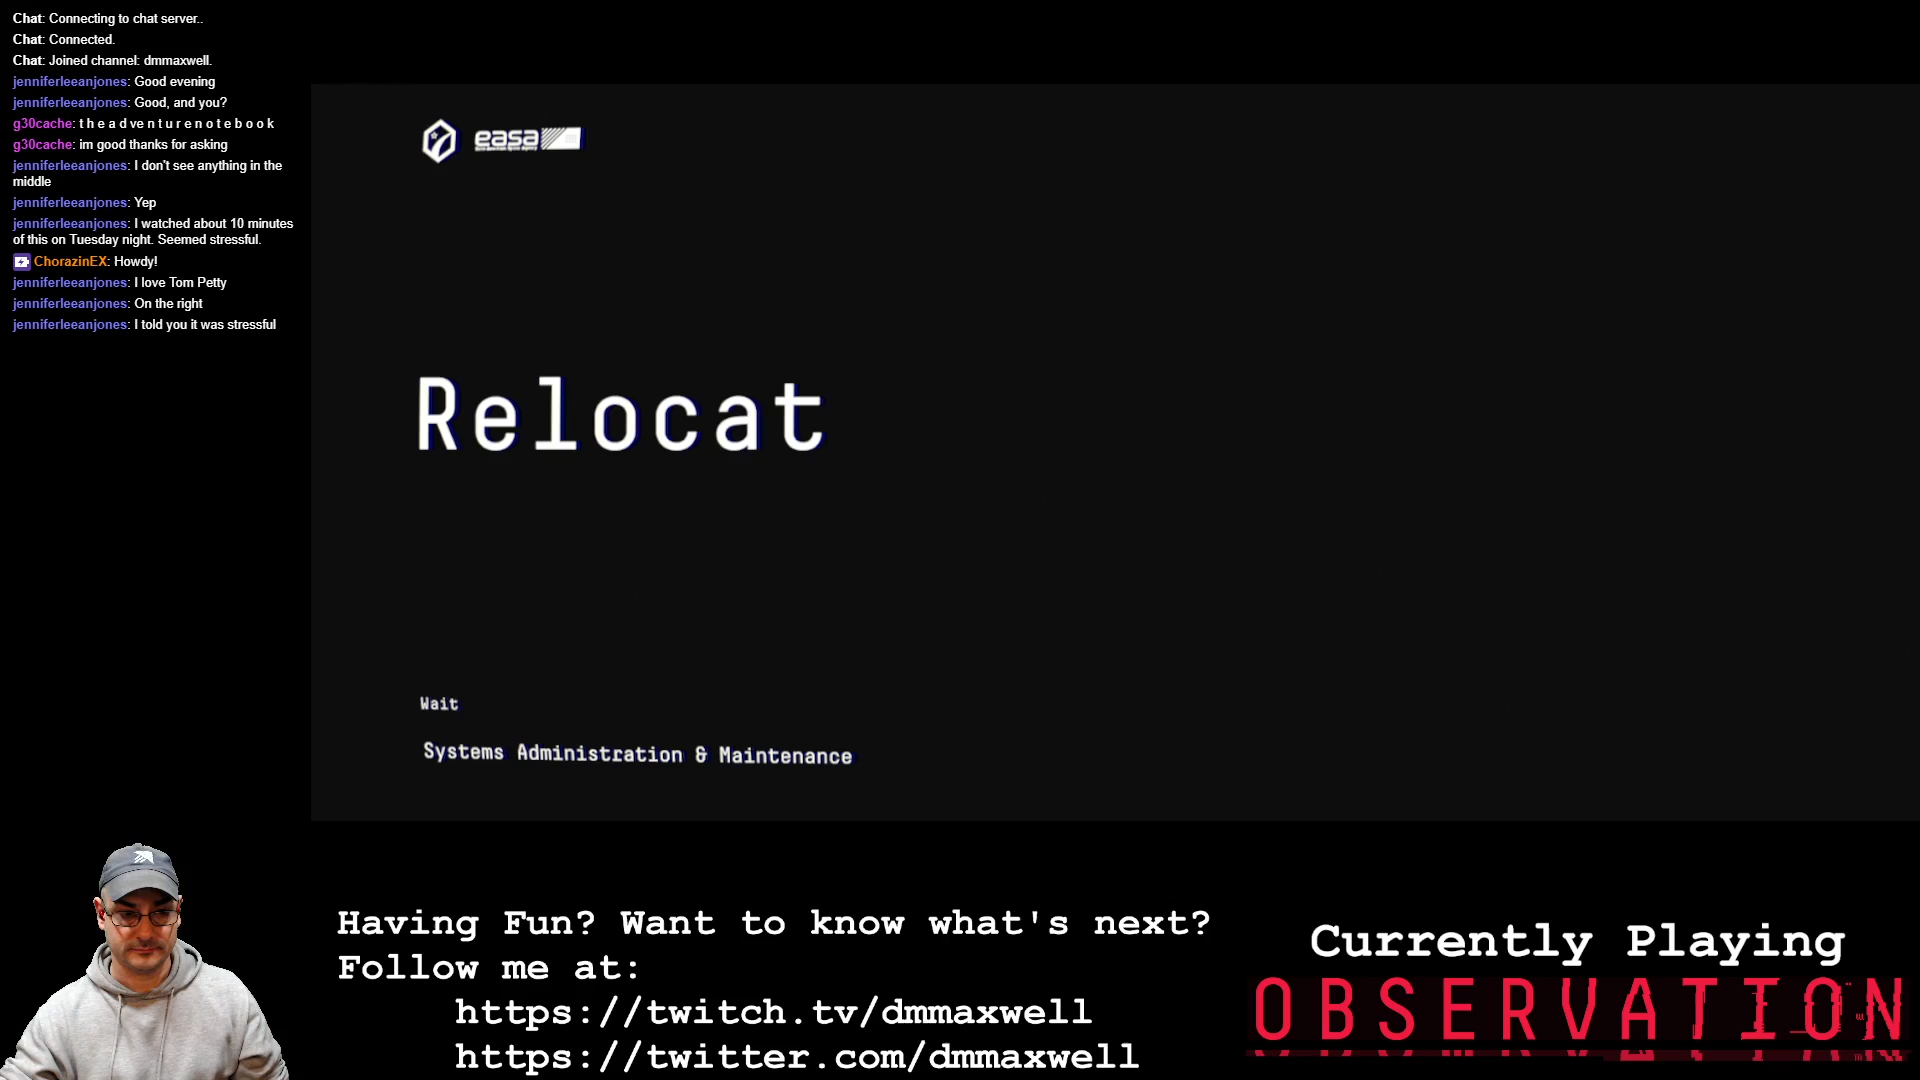 Chat: Connecting to chat server..
Chat: Connected.
Chat: Joined channel: dmmaxwell.
jenniferleeanjones: Good evening
jenniferleeanjones: Good, and you?
g30cache: t h e a d v e n t u r e n o t e b o o k
g30cache: im good thanks for asking
jenniferleeanjones: I don't see anything in the
middle
jenniferleeanjones: Yep
jenniferleeanjones: I watched about 10 minutes
of this on Tuesday night. Seemed stressful.
ChorazinEX: Howdy!
jenniferleeanjones: I love Tom Petty
jenniferleeanjones: On the right
jenniferleeanjones: I told you it was stressful
easa
Relocat
Wait
Systems Administration & Maintenance
Having Fun? Want to know what's next?
Follow me at:
https://twitch.tv/dmmaxwell
https://twitter.com/dmmaxwell
Currently Playing
OBSERVATION